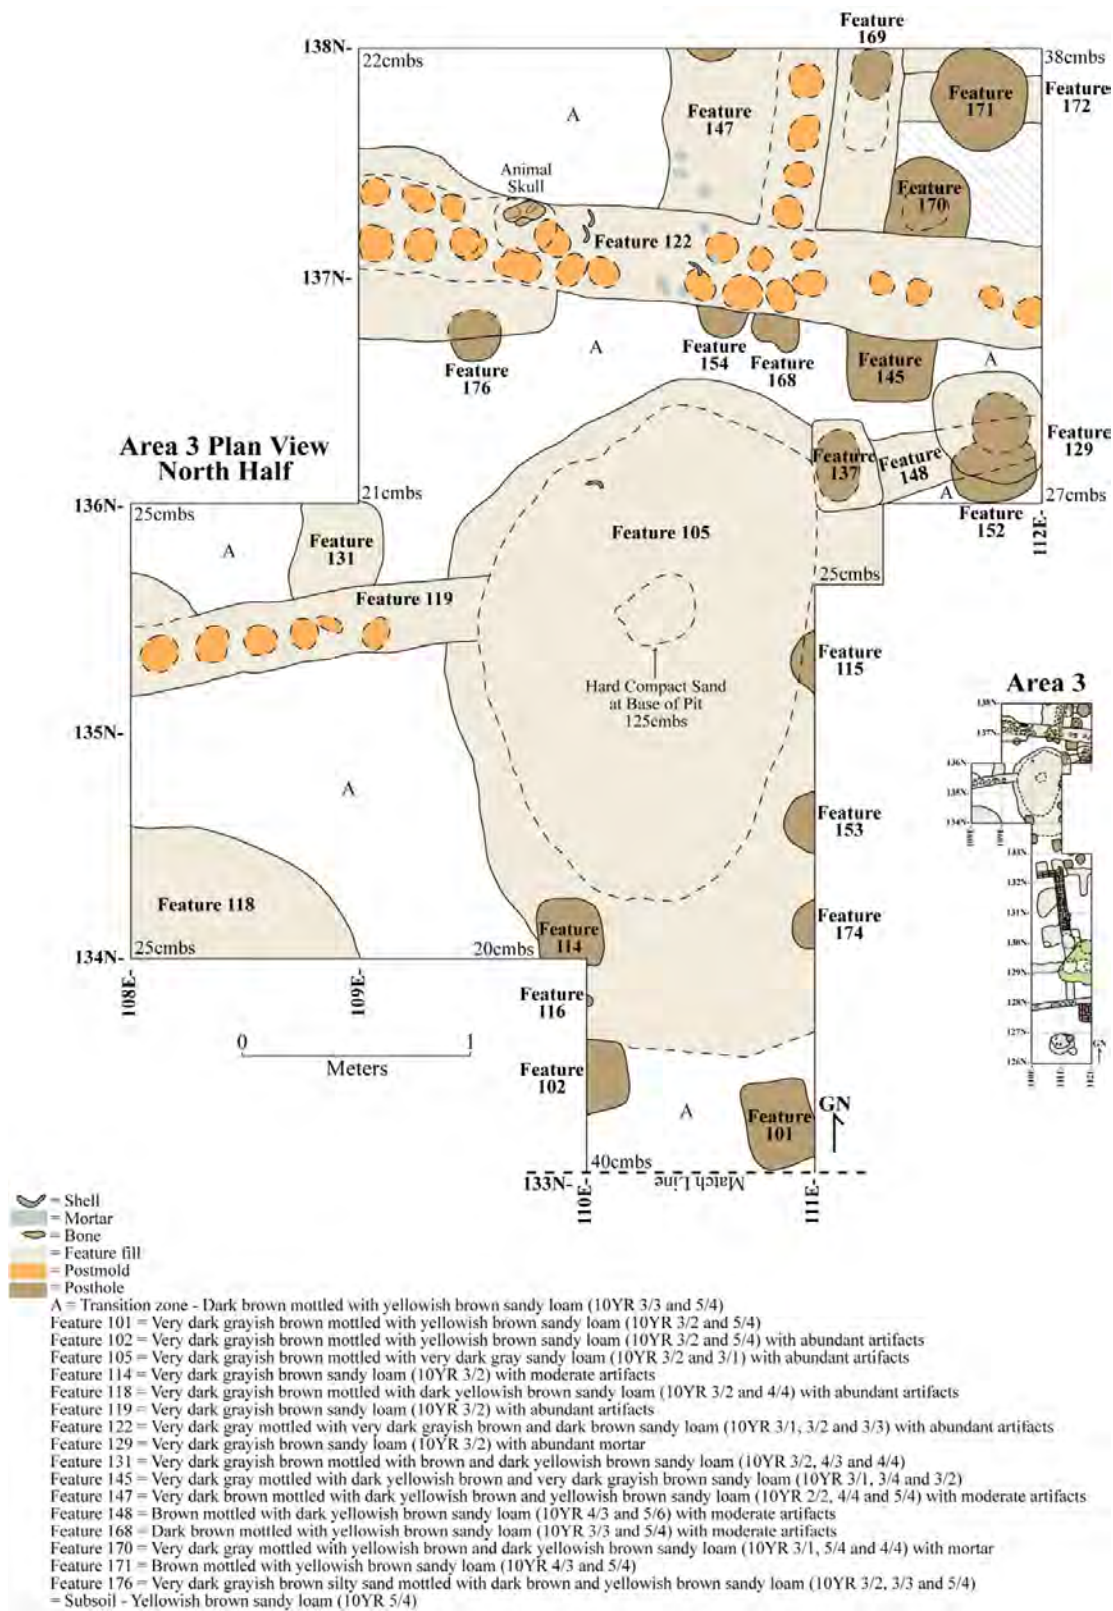 Feature
169
138N-
22cmbs
38cmbs
A
Feature
147
Feature
171
Feature
172
Animal
Skull
Feature
170
Feature 122
137N-
A
Feature
176
Feature
154
Feature
168
Feature
145
A
Area 3 Plan View
North Half
Feature
129
Feature
137
Feature
148
A
136N-
25cmbs
21cmbs
27cmbs
Feature
152
112E-
A
Feature
131
Feature 105
25cmbs
Feature 119
Feature
115
Hard Compact Sand
at Base of Pit
125cmbs
Area 3
138N-
137N-
136N-
135N-
134N-
108E-
109E-
133N-
132N-
131N-
130N-
129N-
128N-
127N-
126N-
110E-
111E-
112E-
GN
135N-
A
Feature
153
Feature 118
Feature
114
Feature
174
134N-
25cmbs
20cmbs
108E-
109E-
Feature
116
0 1
Meters
Feature
102
A
Feature
101
GN
40cmbs
133N-
Match Line
110E-
111E-
= Shell
= Mortar
= Bone
= Feature fill
= Postmold
= Posthole
A = Transition zone - Dark brown mottled with yellowish brown sandy loam (10YR 3/3 and 5/4)
Feature 101 = Very dark grayish brown mottled with yellowish brown sandy loam (10YR 3/2 and 5/4)
Feature 102 = Very dark grayish brown mottled with yellowish brown sandy loam (10YR 3/2 and 5/4) with abundant artifacts
Feature 105 = Very dark grayish brown mottled with very dark gray sandy loam (10YR 3/2 and 3/1) with abundant artifacts
Feature 114 = Very dark grayish brown sandy loam (10YR 3/2) with moderate artifacts
Feature 118 = Very dark grayish brown mottled with dark yellowish brown sandy loam (10YR 3/2 and 4/4) with abundant artifacts
Feature 119 = Very dark grayish brown sandy loam (10YR 3/2) with abundant artifacts
Feature 122 = Very dark gray mottled with very dark grayish brown and dark brown sandy loam (10YR 3/1, 3/2 and 3/3) with abundant artifacts
Feature 129 = Very dark grayish brown sandy loam (10YR 3/2) with abundant mortar
Feature 131 = Very dark grayish brown mottled with brown and dark yellowish brown sandy loam (10YR 3/2, 4/3 and 4/4)
Feature 145 = Very dark gray mottled with dark yellowish brown and very dark grayish brown sandy loam (10YR 3/1, 3/4 and 3/2)
Feature 147 = Very dark brown mottled with dark yellowish brown and yellowish brown sandy loam (10YR 2/2, 4/4 and 5/4) with moderate artifacts
Feature 148 = Brown mottled with dark yellowish brown sandy loam (10YR 4/3 and 5/6) with moderate artifacts
Feature 168 = Dark brown mottled with yellowish brown sandy loam (10YR 3/3 and 5/4) with moderate artifacts
Feature 170 = Very dark gray mottled with yellowish brown and dark yellowish brown sandy loam (10YR 3/1, 5/4 and 4/4) with mortar
Feature 171 = Brown mottled with yellowish brown sandy loam (10YR 4/3 and 5/4)
Feature 176 = Very dark grayish brown silty sand mottled with dark brown and yellowish brown sandy loam (10YR 3/2, 3/3 and 5/4)
= Subsoil - Yellowish brown sandy loam (10YR 5/4)